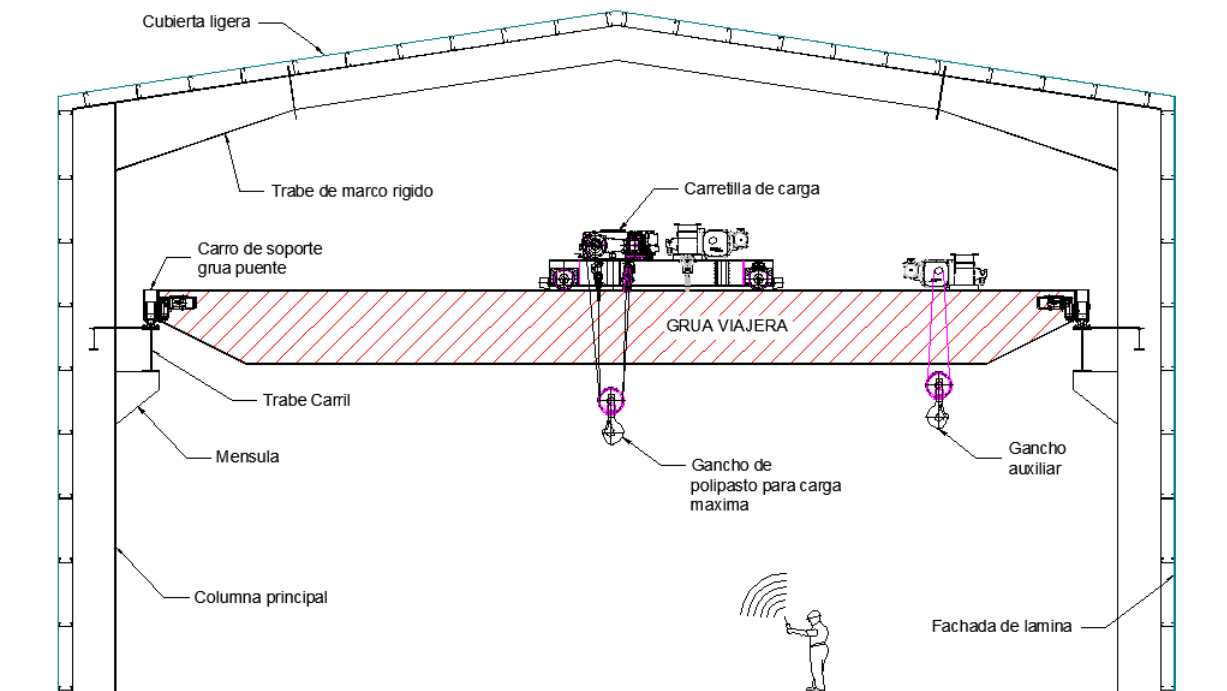 Cubierta ligera
Trabe de marco rigido
Carretilla de carga
Carro de soporte
grua puente
GRUA VIAJERA
Trabe Carril
Mensula
Gancho de
polipasto para carga
maxima
Gancho
auxiliar
Columna principal
Fachada de lamina